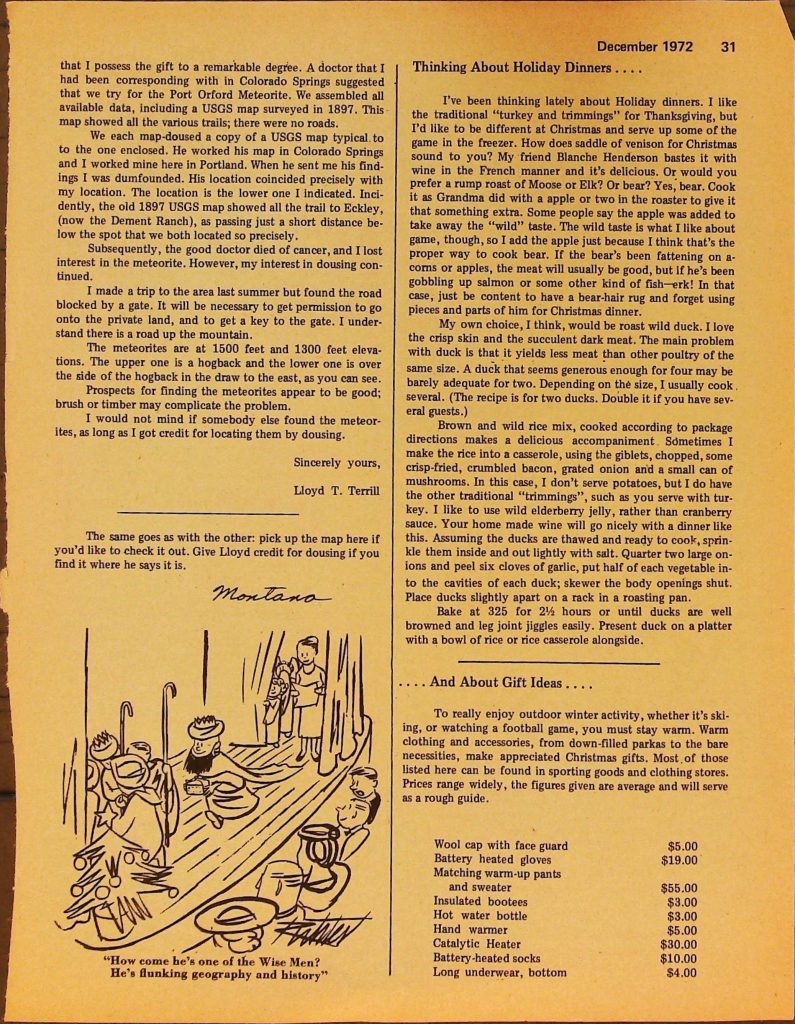 December 1972 31
that I possess the gift to a remarkable degree. A doctor that I
had been corresponding with in Colorado Springs suggested
that we try for the Port Orford Meteorite. We assembled all
available data, including a USGS map surveyed in 1897. This
map showed all the various trails; there were no roads.
We each map-doused a copy of a USGS map typical to
to the one enclosed. He worked his map in Colorado Springs
and I worked mine here in Portland. When he sent me his find-
ings I was dumfounded. His location coincided precisely with
my location. The location is the lower one I indicated. Inci-
dently, the old 1897 USGS map showed all the trail to Eckley,
(now the Dement Ranch), as passing just a short distance be-
low the spot that we both located so precisely.
Subsequently, the good doctor died of cancer, and I lost
interest in the meteorite. However, my interest in dousing con-
tinued.
I made a trip to the area last summer but found the road
blocked by a gate. It will be necessary to get permission to go
onto the private land, and to get a key to the gate. I under-
stand there is a road up the mountain.
The meteorites are at 1500 feet and 1300 feet eleva-
tions. The upper one is a hogback and the lower one is over
the side of the hogback in the draw to the east, as you can see.
Prospects for finding the meteorites appear to be good;
brush or timber may complicate the problem.
I would not mind if somebody else found the meteor-
ites, as long as I got credit for locating them by dousing.
Sincerely yours,
Lloyd T. Terrill
The same goes as with the other: pick up the map here if
you'd like to check it out. Give Lloyd credit for dousing if you
find it where he says it is.
Montana
"How come he's one of the Wise Men?
He's flunking geography and history"
Thinking About Holiday Dinners . . . .
I've been thinking lately about Holiday dinners. I like
the traditional "turkey and trimmings" for Thanksgiving, but
I'd like to be different at Christmas and serve up some of the
game in the freezer. How does saddle of venison for Christmas
sound to you? My friend Blanche Henderson bastes it with
wine in the French manner and it's delicious. Or would you
prefer a rump roast of Moose or Elk? Or bear? Yes, bear. Cook
it as Grandma did with a apple or two in the roaster to give it
that something extra. Some people say the apple was added to
take away the "wild" taste. The wild taste is what I like about
game, though, so I add the apple just because I think that's the
proper way to cook bear. If the bear's been fattening on a-
corns or apples, the meat will usually be good, but if he's been
gobbling up salmon or some other kind of fish—erk! In that
case, just be content to have a bear-hair rug and forget using
pieces and parts of him for Christmas dinner.
My own choice, I think, would be roast wild duck. I love
the crisp skin and the succulent dark meat. The main problem
with duck is that it yields less meat than other poultry of the
same size. A duck that seems generous enough for four may be
barely adequate for two. Depending on the size, I usually cook
several. (The recipe is for two ducks. Double it if you have sev-
eral guests.)
Brown and wild rice mix, cooked according to package
directions makes a delicious accompaniment. Sometimes I
make the rice into a casserole, using the giblets, chopped, some
crisp-fried, crumbled bacon, grated onion and a small can of
mushrooms. In this case, I don't serve potatoes, but I do have
the other traditional "trimmings", such as you serve with tur-
key. I like to use wild elderberry jelly, rather than cranberry
sauce. Your home made wine will go nicely with a dinner like
this. Assuming the ducks are thawed and ready to cook, sprin-
kle them inside and out lightly with salt. Quarter two large on-
ions and peel six cloves of garlic, put half of each vegetable in-
to the cavities of each duck; skewer the body openings shut.
Place ducks slightly apart on a rack in a roasting pan.
Bake at 325 for 2½ hours or until ducks are well
browned and leg joint jiggles easily. Present duck on a platter
with a bowl of rice or rice casserole alongside.
. . . . And About Gift Ideas . . . .
To really enjoy outdoor winter activity, whether it's ski-
ing, or watching a football game, you must stay warm. Warm
clothing and accessories, from down-filled parkas to the bare
necessities, make appreciated Christmas gifts. Most of those
listed here can be found in sporting goods and clothing stores.
Prices range widely, the figures given are average and will serve
as a rough guide.
Wool cap with face guard $5.00
Battery heated gloves $19.00
Matching warm-up pants
and sweater $55.00
Insulated bootees $3.00
Hot water bottle $3.00
Hand warmer $5.00
Catalytic Heater $30.00
Battery-heated socks $10.00
Long underwear, bottom $4.00